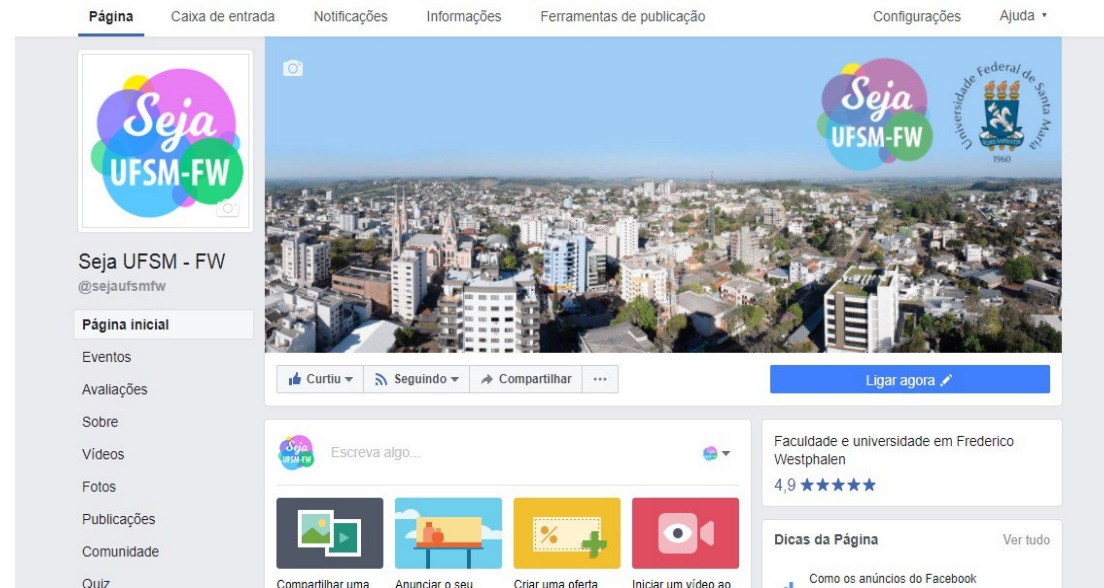 Página Caixa de entrada Notificações Informações Ferramentas de publicação Configurações Ajuda
Seja
UFSM-FW
Seja
UFSM-FW
Universidade Federal de Santa Maria
1960
Seja UFSM - FW
@sejaufsmfw
Página inicial
Eventos
Avaliações
Sobre
Vídeos
Fotos
Publicações
Comunidade
Quiz
Curtiu Seguindo Compartilhar ...
Ligar agora
Seja
UFSM-FW
Escreva algo...
Compartilhar uma
Anunciar o seu
Criar uma oferta
Iniciar um vídeo ao
Faculdade e universidade em Frederico
Westphalen
4,9 ★★★★★
Dicas da Página Ver tudo
Como os anúncios do Facebook